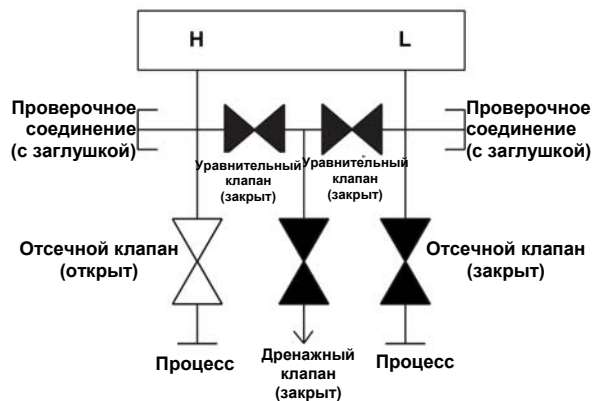 H
L
Проверочное
соединение
(с заглушкой)
Проверочное
соединение
(с заглушкой)
Уравнительный
клапан
(закрыт)
Уравнительный
клапан
(закрыт)
Отсечной клапан
(открыт)
Отсечной клапан
(закрыт)
Процесс
Дренажный
клапан
(закрыт)
Процесс